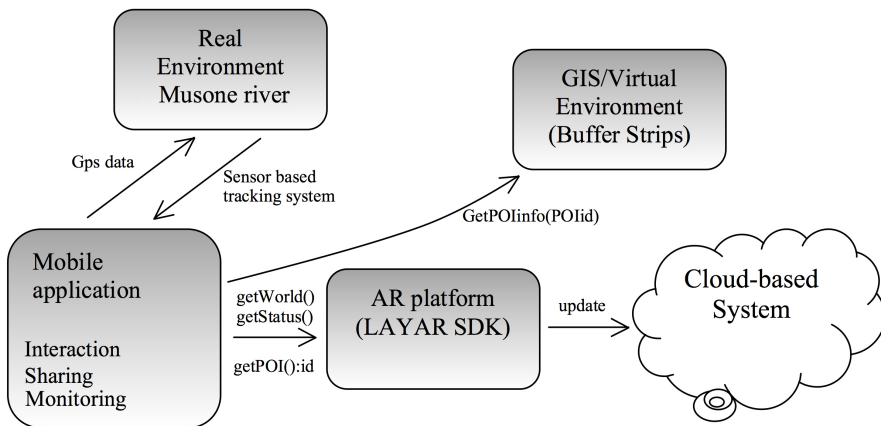 Real
Environment
Musone river
GIS/Virtual
Environment
(Buffer Strips)
Gps data
Sensor based
tracking system
GetPOIinfo(POIid)
Mobile
application
Interaction
Sharing
Monitoring
getWorld()
getStatus()
getPOI():id
AR platform
(LAYAR SDK)
update
Cloud-based
System